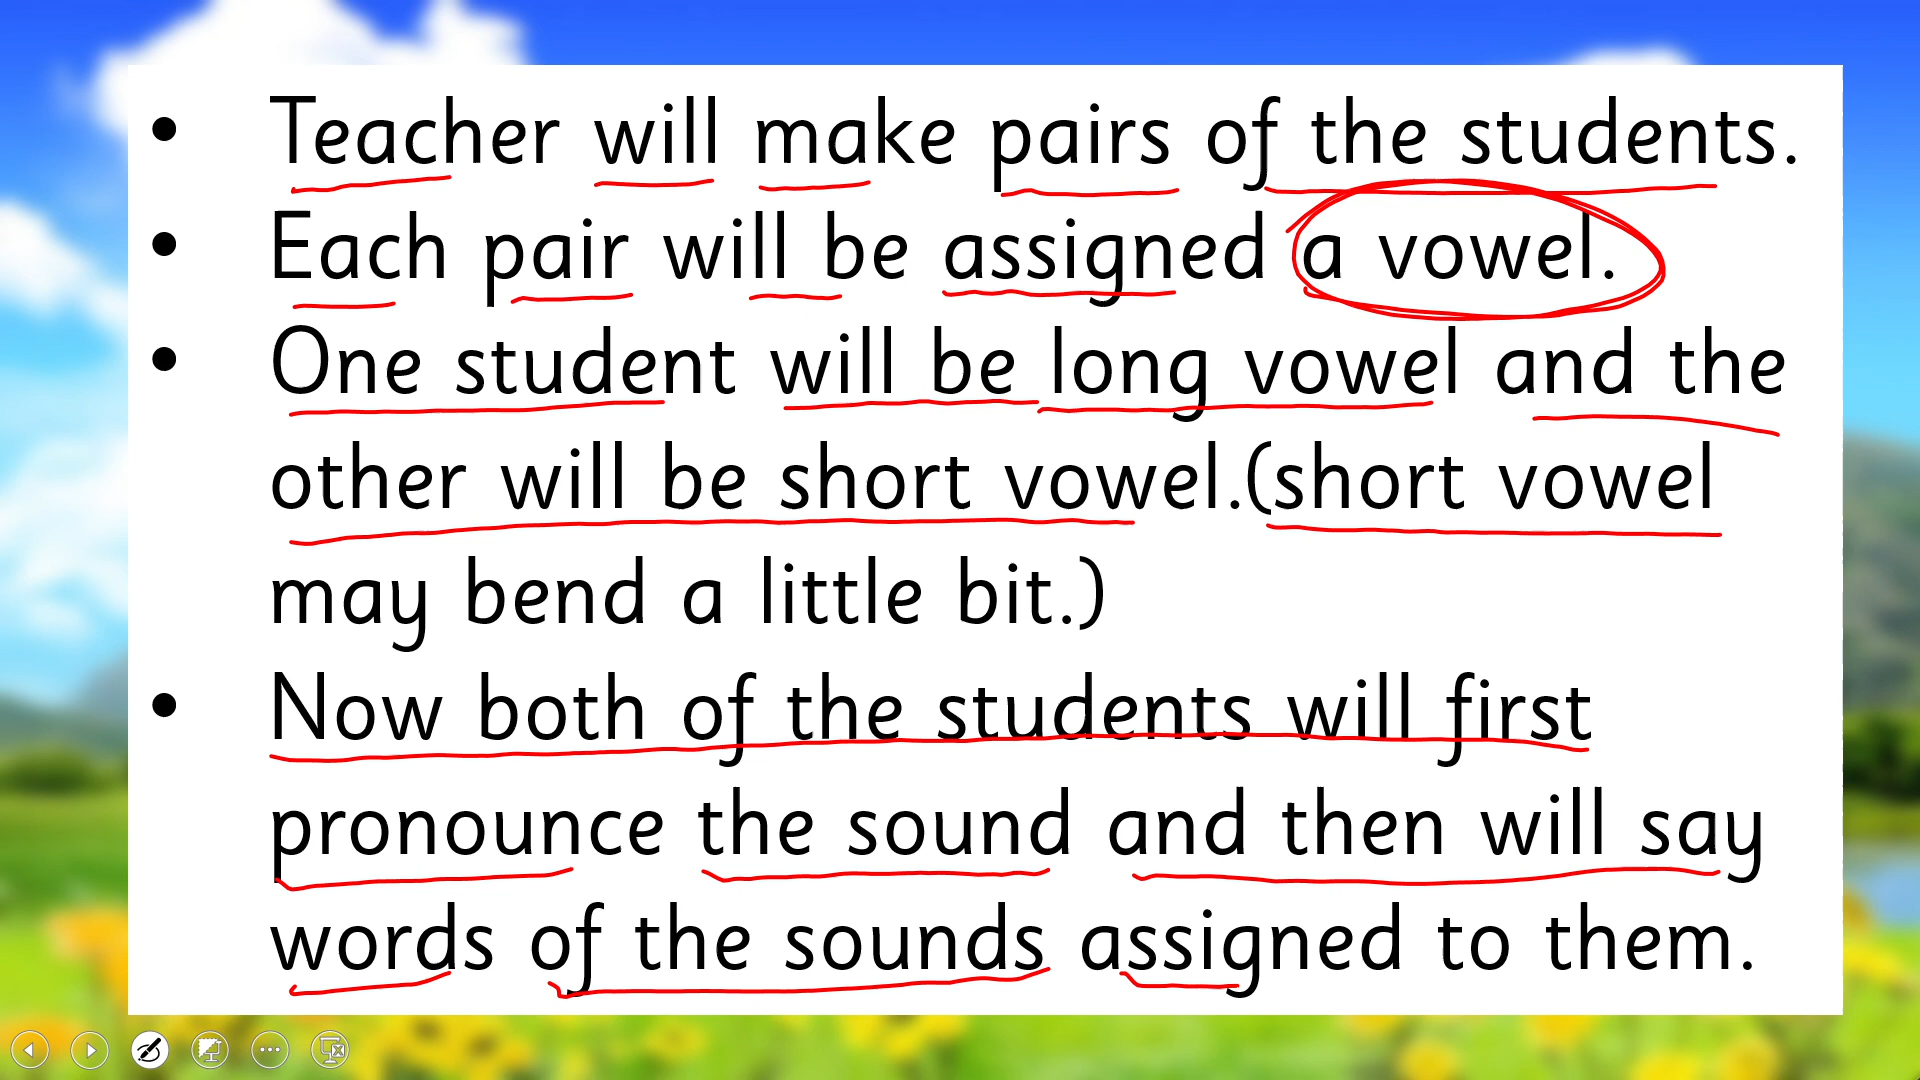 • Teacher will make pairs of the students.
• Each pair will be assigned a vowel.
• One student will be long vowel and the
other will be short vowel.(short vowel
may bend a little bit.)
• Now both of the students will first
pronounce the sound and then will say
words of the sounds assigned to them.